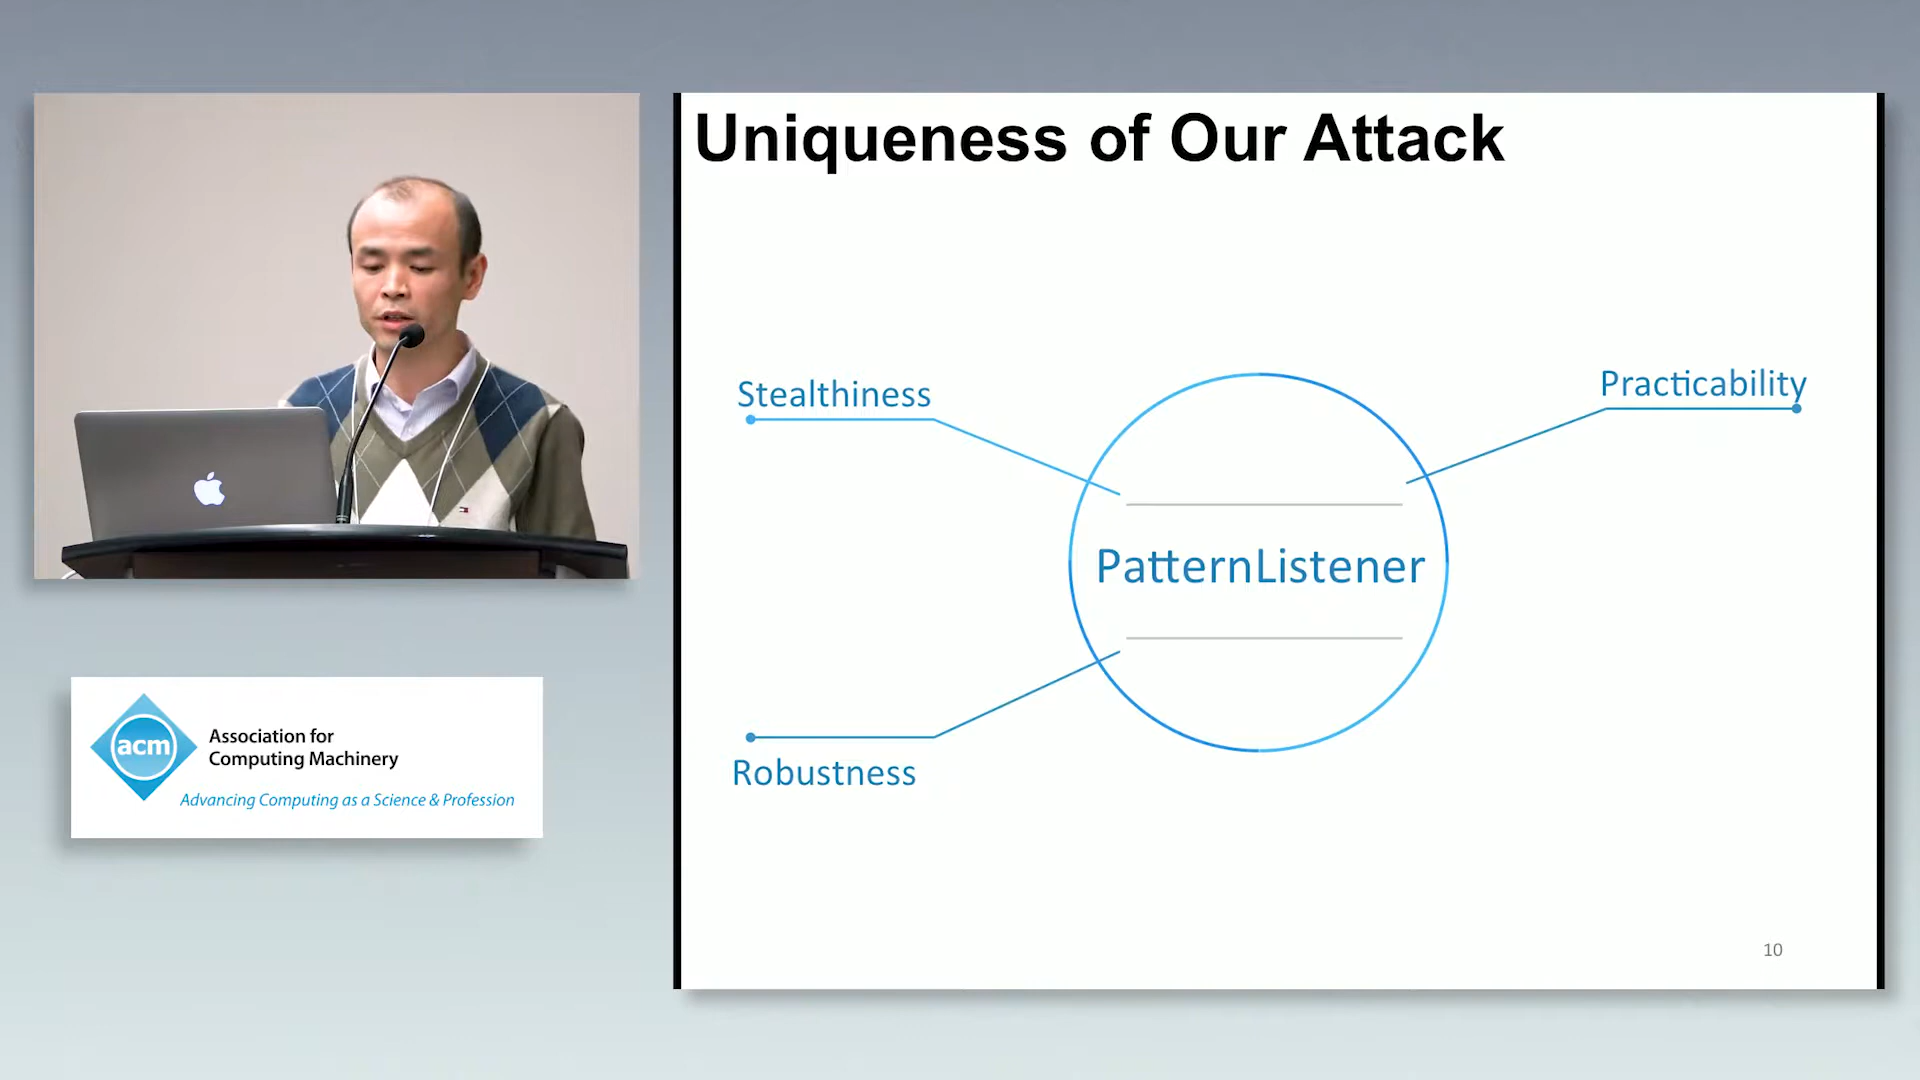 Uniqueness of Our Attack
Stealthiness
Practicability
PatternListener
Robustness
10
acm
Association for
Computing Machinery
Advancing Computing as a Science & Profession